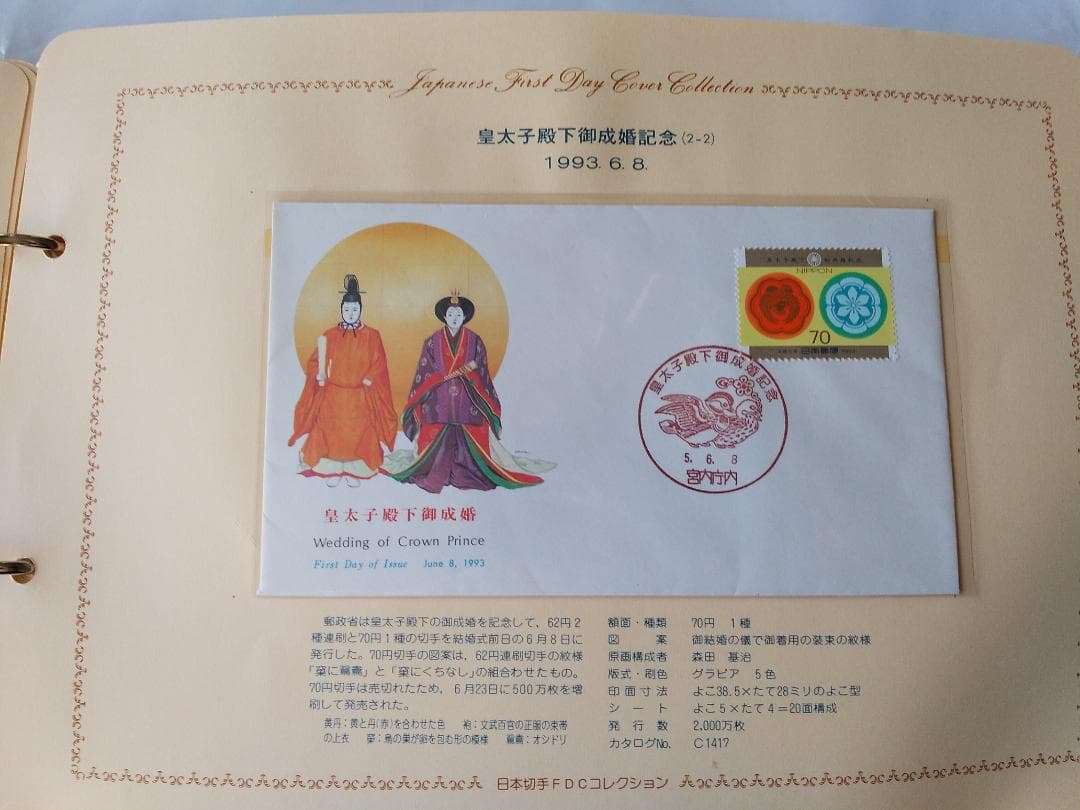 Japanese First Day Cover Collection
皇太子殿下御成婚記念(2-2)
1993. 6. 8.
皇太子殿下 御成婚記念
NIPPON
70
日本郵便
皇太子殿下御成婚記念
5. 6. 8
宮内庁内
皇太子殿下御成婚
Wedding of Crown Prince
First Day of Issue June 8, 1993
郵政省は皇太子殿下の御成婚を記念して，62円2
種連刷と70円1種の切手を結婚式前日の6月8日に
発行した。70円切手の図案は，62円連刷切手の紋様
「窠に鴛鴦」と「窠にくちなし」の組合わせたもの。
70円切手は売切れたため，6月23日に500万枚を増
刷して発売された。
黄丹：黄と丹(赤)を合わせた色 袍：文武百官の正服の束帯
の上衣 窠：鳥の巣が卵を包む形の模様 鴛鴦：オシドリ
額面・種類 70円 1種
図案 御結婚の儀で御着用の装束の紋様
原画構成者 森田 基治
版式・刷色 グラビア 5色
印面寸法 よこ38.5×たて28ミリのよこ型
シート よこ5×たて4＝20面構成
発行数 2,000万枚
カタログNo. C1417
日本切手FDCコレクション